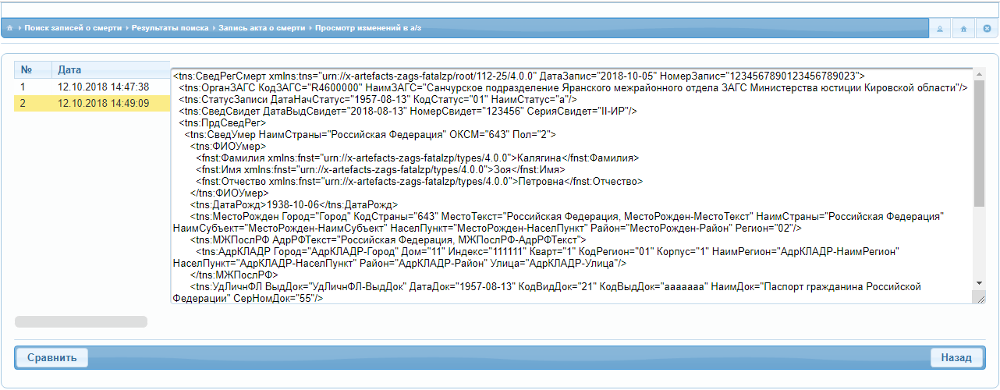 Поиск записей о смерти Результаты поиска Запись акта о смерти Просмотр изменений в а/з
№ Дата
1 12.10.2018 14:47:38
2 12.10.2018 14:49:09
<tns:СведРегСмерт xmlns:tns="urn://x-artefacts-zags-fatalzp/root/112-25/4.0.0" ДатаЗапис="2018-10-05" НомерЗапис="1234567890123456789023">
<tns:ОрганЗАГС КодЗАГС="R4600000" НаимЗАГС="Санчурское подразделение Яранского межрайонного отдела ЗАГС Министерства юстиции Кировской области"/>
<tns:СтатусЗаписи ДатаНачСтатус="1957-08-13" КодСтатус="01" НаимСтатус="а"/>
<tns:СведСвидет ДатаВыдСвидет="2018-08-13" НомерСвидет="123456" СерияСвидет="II-ИР"/>
<tns:ПрдСведРег>
<tns:СведУмер НаимСтраны="Российская Федерация" ОКСМ="643" Пол="2">
<tns:ФИОУмер>
<fnst:Фамилия xmlns:fnst="urn://x-artefacts-zags-fatalzp/types/4.0.0">Калягина</fnst:Фамилия>
<fnst:Имя xmlns:fnst="urn://x-artefacts-zags-fatalzp/types/4.0.0">Зоя</fnst:Имя>
<fnst:Отчество xmlns:fnst="urn://x-artefacts-zags-fatalzp/types/4.0.0">Петровна</fnst:Отчество>
</tns:ФИОУмер>
<tns:ДатаРожд>1938-10-06</tns:ДатаРожд>
<tns:МестоРожден Город="Город" КодСтраны="643" МестоТекст="Российская Федерация, МестоРожден-МестоТекст" НаимСтраны="Российская Федерация"
НаимСубъект="МестоРожден-НаимСубъект" НаселПункт="МестоРожден-НаселПункт" Район="МестоРожден-Район" Регион="02"/>
<tns:МЖПослРФ АдрРФТекст="Российская Федерация, МЖПослРФ-АдрРФТекст">
<tns:АдрКЛАДР Город="АдрКЛАДР-Город" Дом="11" Индекс="111111" Кварт="1" КодРегион="01" Корпус="1" НаимРегион="АдрКЛАДР-НаимРегион"
НаселПункт="АдрКЛАДР-НаселПункт" Район="АдрКЛАДР-Район" Улица="АдрКЛАДР-Улица"/>
</tns:МЖПослРФ>
<tns:УдЛичнФЛ ВыдДок="УдЛичнФЛ-ВыдДок" ДатаДок="1957-08-13" КодВидДок="21" КодВыдДок="ааааааа" НаимДок="Паспорт гражданина Российской
Федерации" СерНомДок="55"/>
Сравнить Назад